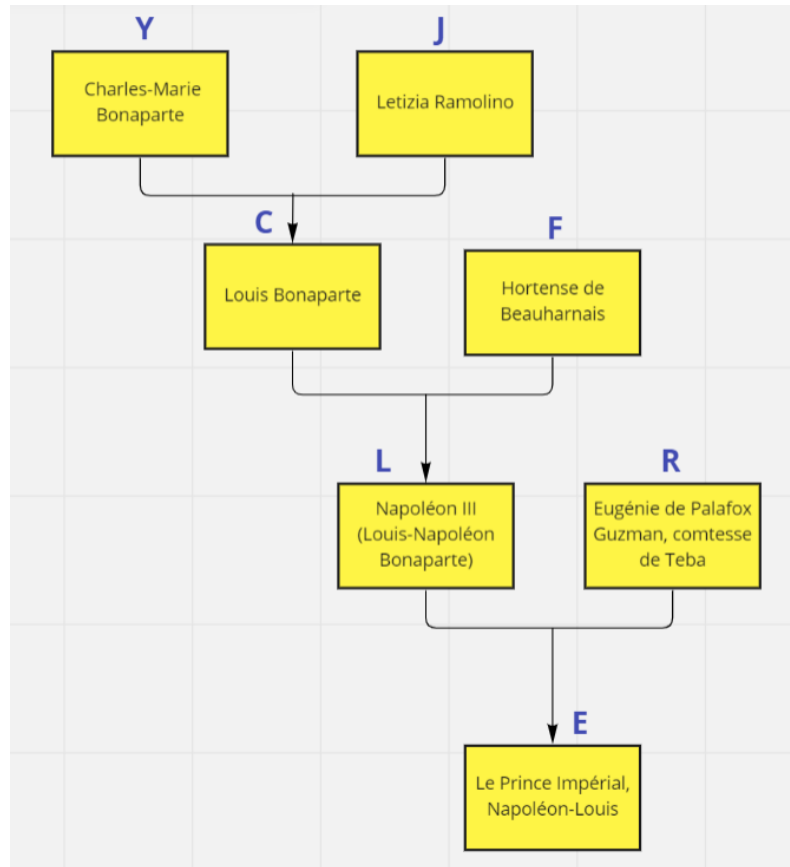 Y
J
Charles-Marie
Bonaparte
Letizia Ramolino
C
F
Louis Bonaparte
Hortense de
Beauharnais
L
R
Napoléon III
(Louis-Napoléon
Bonaparte)
Eugénie de Palafox
Guzman, comtesse
de Teba
E
Le Prince Impérial,
Napoléon-Louis